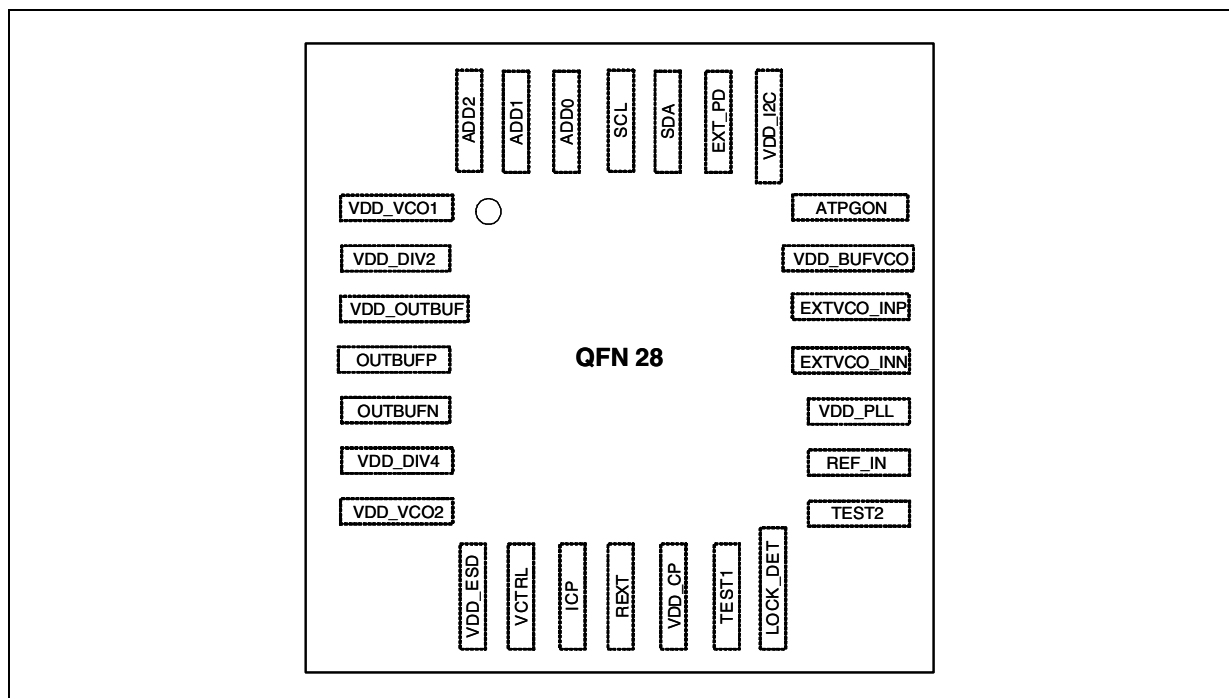 ADD2
ADD1
ADD0
SCL
SDA
EXT_PD
VDD_I2C
VDD_VCO1
VDD_DIV2
VDD_OUTBUF
OUTBUFP
OUTBUFN
VDD_DIV4
VDD_VCO2
QFN 28
ATPGON
VDD_BUFVCO
EXTVCO_INP
EXTVCO_INN
VDD_PLL
REF_IN
TEST2
VDD_ESD
VCTRL
ICP
REXT
VDD_CP
TEST1
LOCK_DET